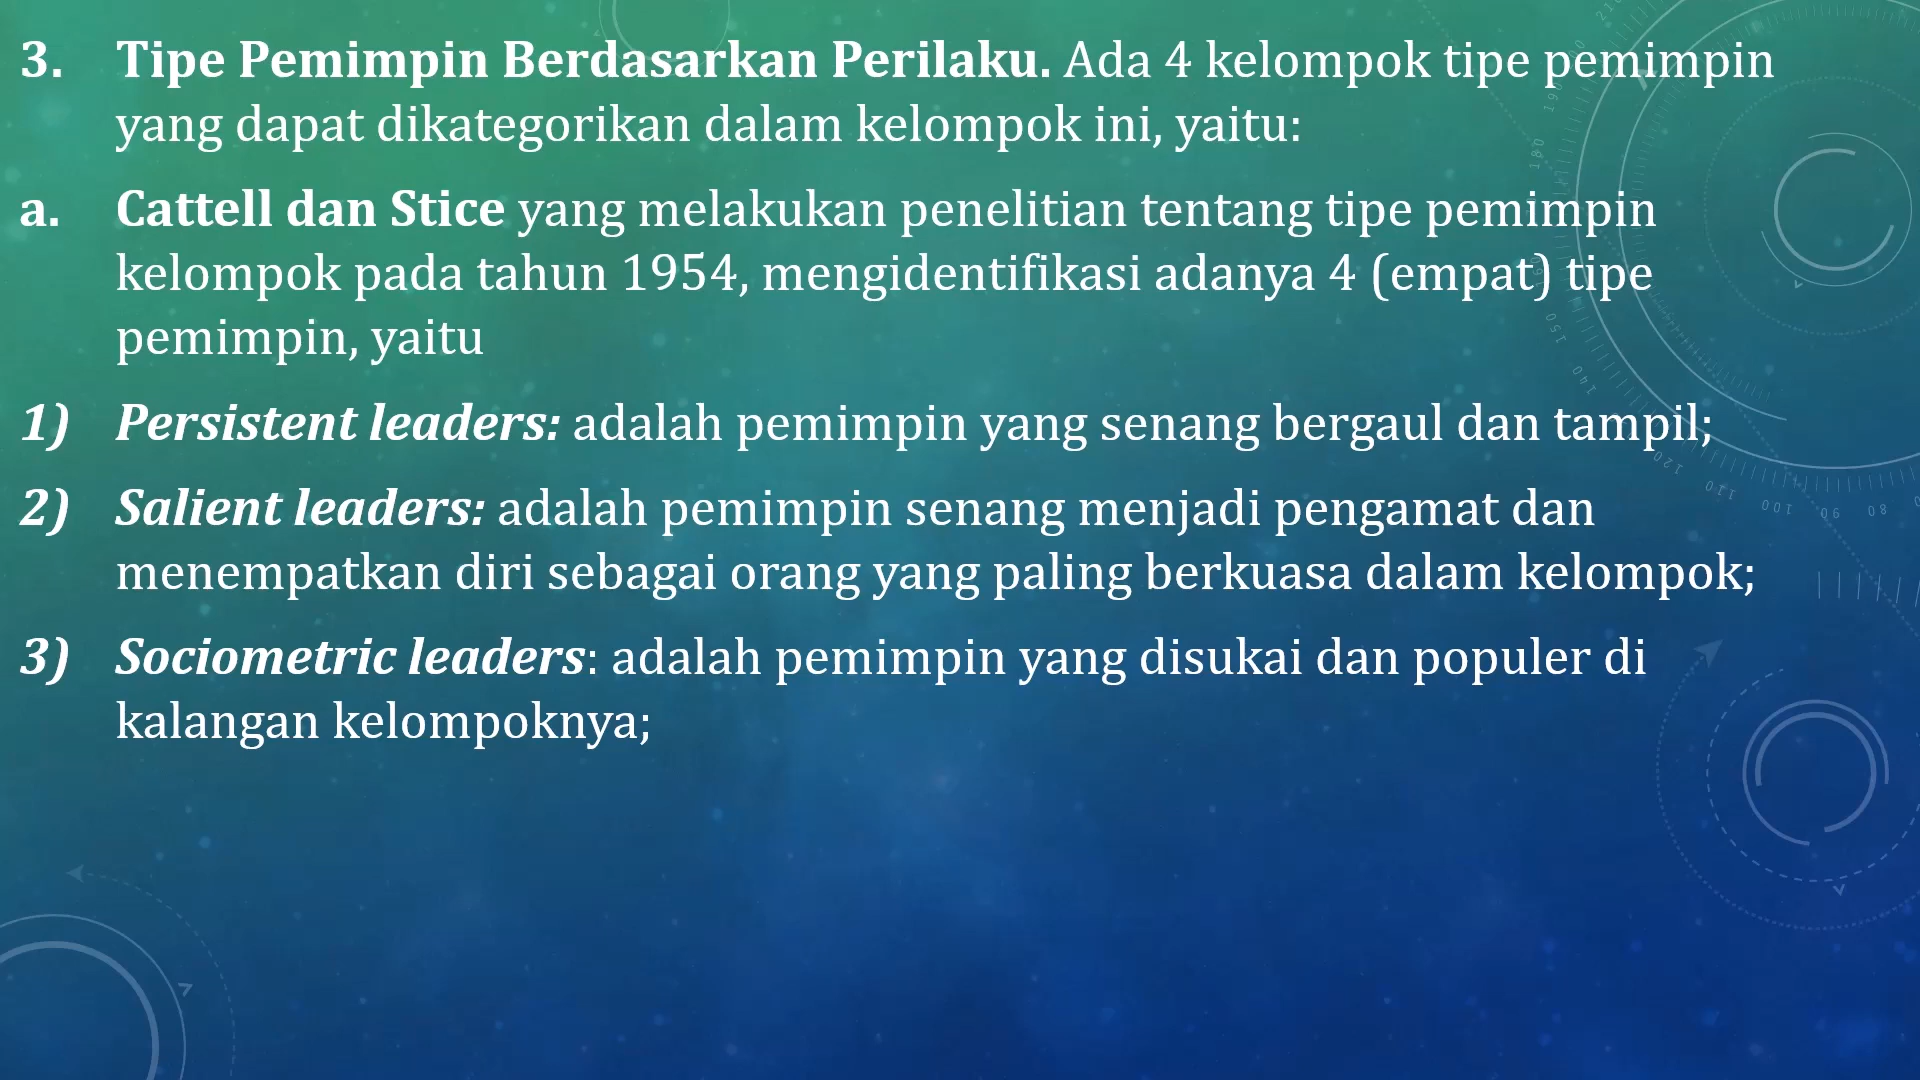 3. Tipe Pemimpin Berdasarkan Perilaku. Ada 4 kelompok tipe pemimpin
yang dapat dikategorikan dalam kelompok ini, yaitu:
a. Cattell dan Stice yang melakukan penelitian tentang tipe pemimpin
kelompok pada tahun 1954, mengidentifikasi adanya 4 (empat) tipe
pemimpin, yaitu
1) Persistent leaders: adalah pemimpin yang senang bergaul dan tampil;
2) Salient leaders: adalah pemimpin senang menjadi pengamat dan
menempatkan diri sebagai orang yang paling berkuasa dalam kelompok;
3) Sociometric leaders: adalah pemimpin yang disukai dan populer di
kalangan kelompoknya;